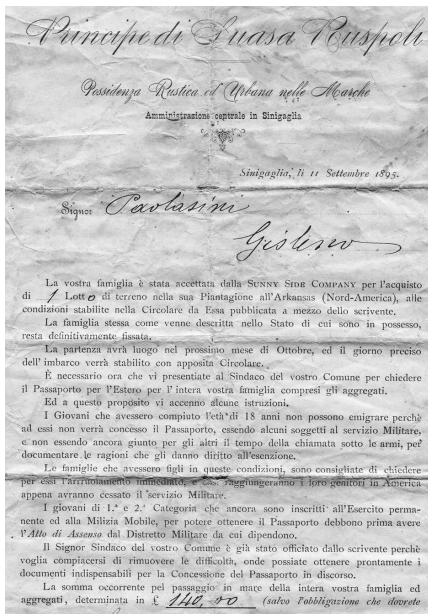 Principe di Suasa Ruspoli
Possidenza Rustica ed Urbana nelle Marche
Amministrazione centrale in Sinigaglia
Sinigaglia, li 11 Settembre 1895.
Signor Paolasini
La vostra famiglia è stata accettata dalla SUNNY SIDE COMPANY per l'acquisto
di 1 Lotto di terreno nella sua Piantagione all'Arkansas (Nord-America), alle
condizioni stabilite nella Circolare da Essa pubblicata a mezzo dello scrivente.
La famiglia stessa come venne descritta nello Stato di cui sono in possesso,
resta definitivamente fissata.
La partenza avrà luogo nel prossimo mese di Ottobre, ed il giorno preciso
dell'imbarco verrà stabilito con apposita Circolare.
È necessario ora che vi presentiate al Sindaco del vostro Comune per chiedere
il Passaporto per l'Estero per l'intera vostra famiglia compresi gli aggregati.
Ed a questo proposito vi accenno alcune istruzioni.
I Giovani che avessero compiuto l'età di 18 anni non possono emigrare perchè
ad essi non verrà concesso il Passaporto, essendo alcuni soggetti al servizio Militare,
e non essendo ancora giunto per gli altri il tempo della chiamata sotto le armi, per
documentare le ragioni che gli danno diritto all'esenzione.
Le famiglie che avessero figli in queste condizioni, sono consigliate di chiedere
per essi l'arruolamento immediato, e essi raggiungeranno i loro genitori in America
appena avranno cessato il servizio Militare.
I giovani di 1.ª e 2.ª Categoria che ancora sono inscritti all'Esercito perma-
nente ed alla Milizia Mobile, per potere ottenere il Passaporto debbono prima avere
l'Atto di Assenso dal Distretto Militare da cui dipendono.
Il Signor Sindaco del vostro Comune è già stato officiato dallo scrivente perchè
voglia compiacersi di rimuovere le difficoltà, onde possiate ottenere prontamente i
documenti indispensabili per la Concessione del Passaporto in discorso.
La somma occorrente pel passaggio in mare della intera vostra famiglia ed
aggregati, determinata in £ 140,00 (salvo l'obbligazione che dovrete